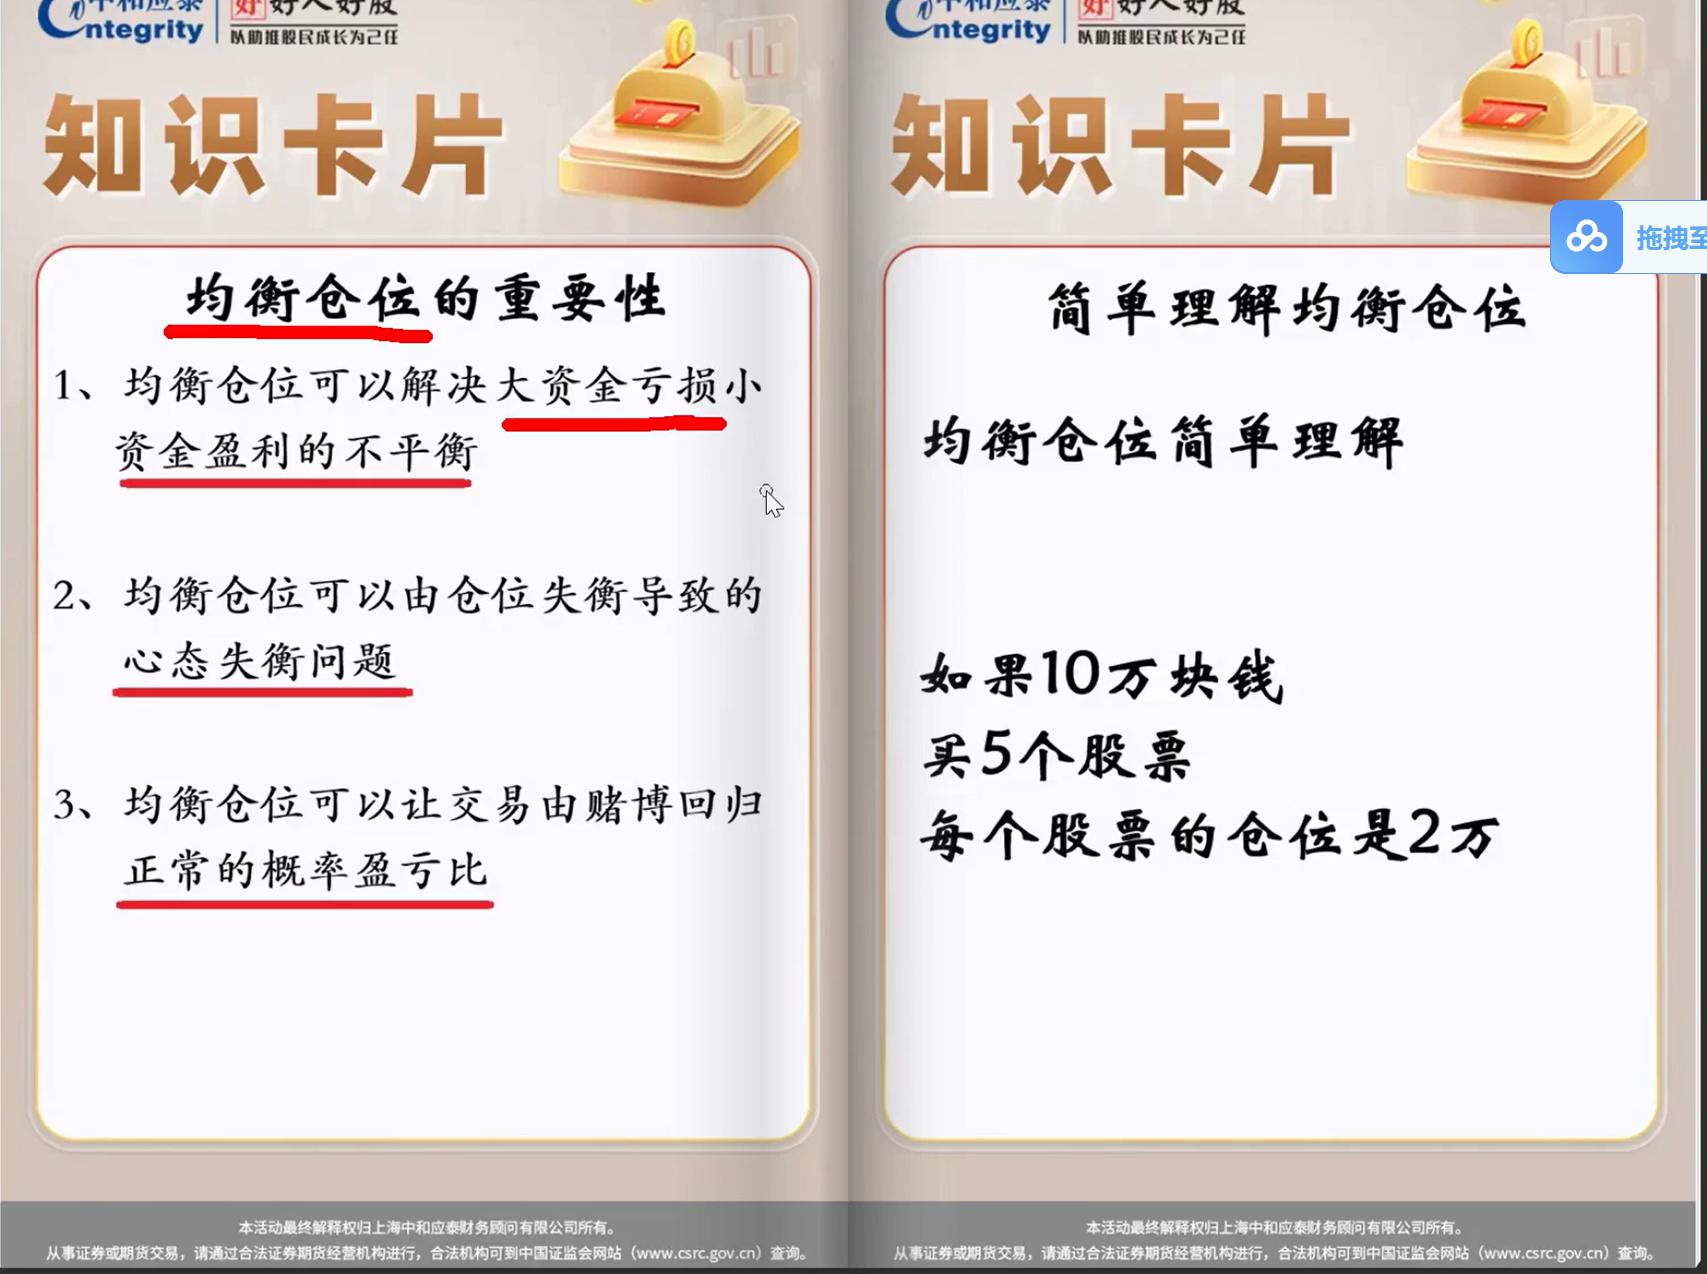 中和应泰
好 好人好股
ntegrity
以助推股民成长为己任
知识卡片
均衡仓位的重要性
1、均衡仓位可以解决大资金亏损小
资金盈利的不平衡
2、均衡仓位可以由仓位失衡导致的
心态失衡问题
3、均衡仓位可以让交易由赌博回归
正常的概率盈亏比
本活动最终解释权归上海中和应泰财务顾问有限公司所有。
从事证券或期货交易，请通过合法证券期货经营机构进行，合法机构可到中国证监会网站（www.csrc.gov.cn）查询。
中和应泰
好 好人好股
ntegrity
以助推股民成长为己任
知识卡片
拖拽至
简单理解均衡仓位
均衡仓位简单理解
如果10万块钱
买5个股票
每个股票的仓位是2万
本活动最终解释权归上海中和应泰财务顾问有限公司所有。
从事证券或期货交易，请通过合法证券期货经营机构进行，合法机构可到中国证监会网站（www.csrc.gov.cn）查询。